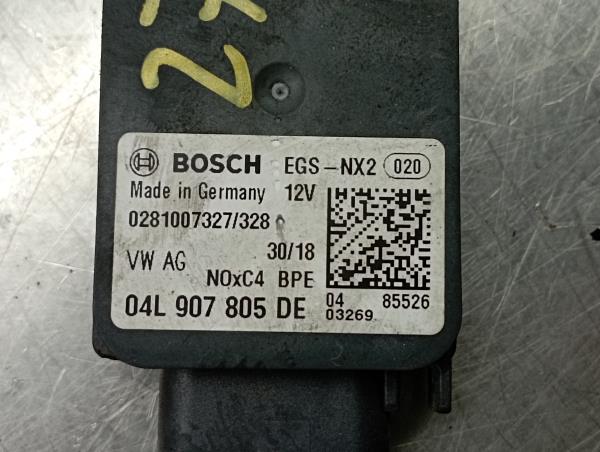 BOSCH EGS-NX2 020
Made in Germany 12V
0281007327/328
VW AG 30/18
NOxC4 BPE
04L 907 805 DE
04 85526
03269